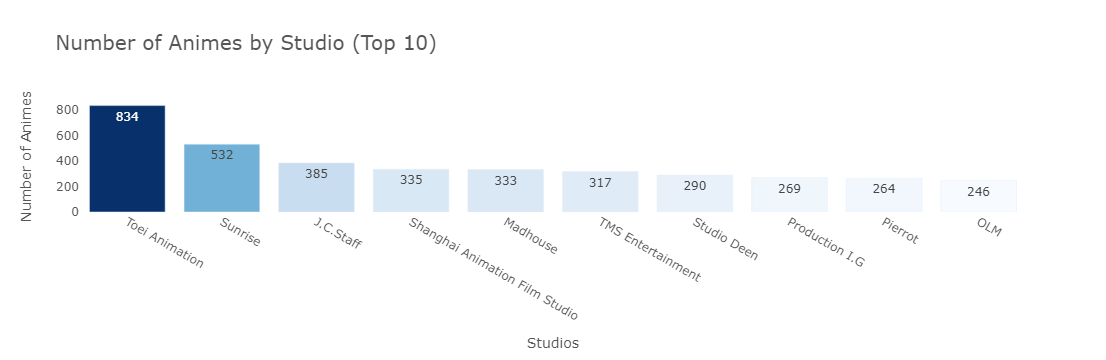 Number of Animes by Studio (Top 10)
Number of Animes
800
600
400
200
0
834
532
385
335
333
317
290
269
264
246
Toei Animation
Sunrise
J.C.Staff
Shanghai Animation Film Studio
Madhouse
TMS Entertainment
Studio Deen
Production I.G
Pierrot
OLM
Studios